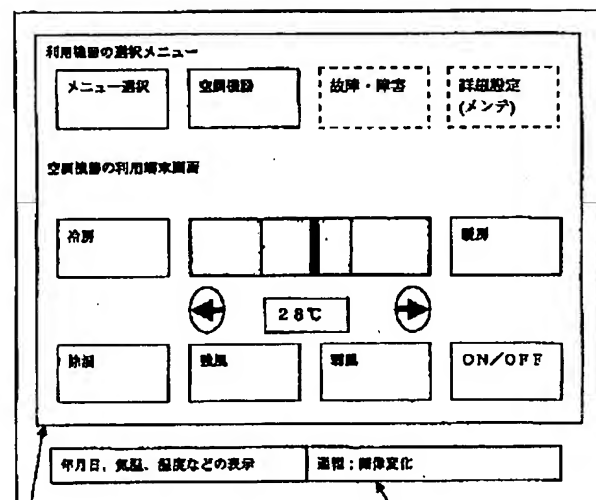 利用機器の選択メニュー
メニュー選択
空調機器
故障・障害
詳細設定
(メンテ)
空調機器の利用端末画面
冷房
暖房
28℃
除湿
強風
弱風
ON/OFF
年月日、気温、湿度などの表示
通報：画像変化